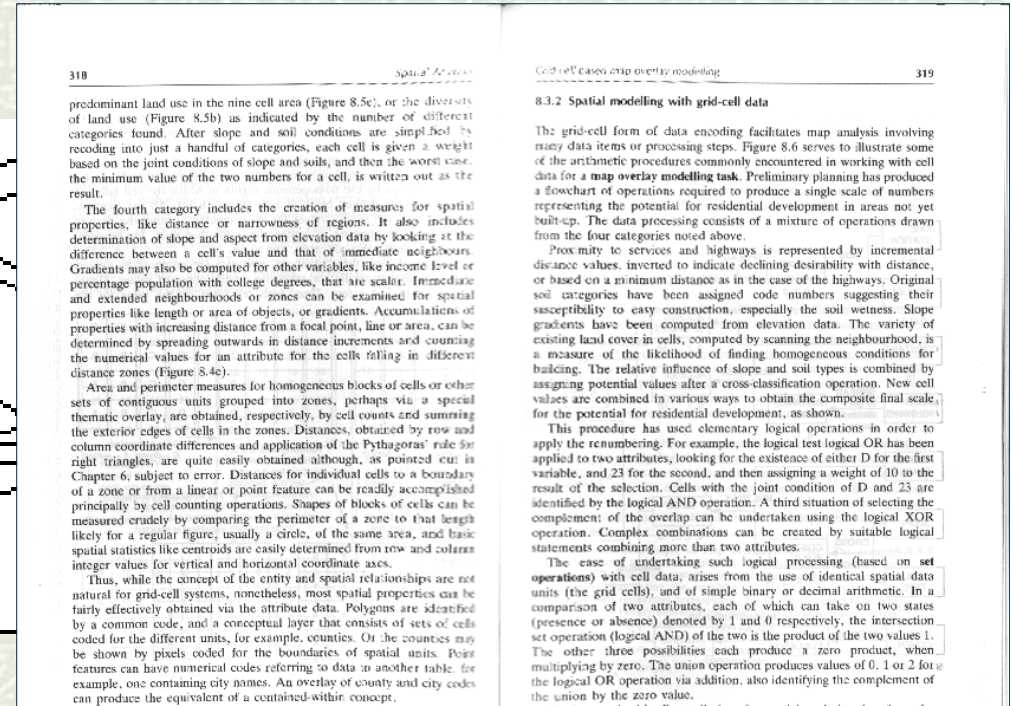 318
Spatial
predominant land use in the nine cell area (Figure 8.5c), or the diversity
of land use (Figure 8.5b) as indicated by the number of different
categories found. After slope and soil conditions are simplified by
recoding into just a handful of categories, each cell is given a weight
based on the joint conditions of slope and soils, and then the worst case,
the minimum value of the two numbers for a cell, is written out as the
result.
The fourth category includes the creation of measures for spatial
properties, like distance or narrowness of regions. It also includes
determination of slope and aspect from elevation data by looking at the
difference between a cell's value and that of immediate neighbours.
Gradients may also be computed for other variables, like income level or
percentage population with college degrees, that are scalar. Immediate
and extended neighbourhoods or zones can be examined for spatial
properties like length or area of objects, or gradients. Accumulations of
properties with increasing distance from a focal point, line or area, can be
determined by spreading outwards in distance increments and counting
the numerical values for an attribute for the cells falling in different
distance zones (Figure 8.4e).
Area and perimeter measures for homogeneous blocks of cells or other
sets of contiguous units grouped into zones, perhaps via a special
thematic overlay, are obtained, respectively, by cell counts and summing
the exterior edges of cells in the zones. Distances, obtained by row and
column coordinate differences and application of the Pythagoras' rule for
right triangles, are quite easily obtained although, as pointed out in
Chapter 6, subject to error. Distances for individual cells to a boundary
of a zone or from a linear or point feature can be readily accomplished
principally by cell counting operations. Shapes of blocks of cells can be
measured crudely by comparing the perimeter of a zone to that length
likely for a regular figure, usually a circle, of the same area, and basic
spatial statistics like centroids are easily determined from row and column
integer values for vertical and horizontal coordinate axes.
Thus, while the concept of the entity and spatial relationships are not
natural for grid-cell systems, nonetheless, most spatial properties can be
fairly effectively obtained via the attribute data. Polygons are identified
by a common code, and a conceptual layer that consists of sets of cells
coded for the different units, for example, counties. Or the counties may
be shown by pixels coded for the boundaries of spatial units. Point
features can have numerical codes referring to data in another table, for
example, one containing city names. An overlay of county and city codes
can produce the equivalent of a contained-within concept.
Grid-cell based map overlay modelling
319
8.3.2 Spatial modelling with grid-cell data
The grid-cell form of data encoding facilitates map analysis involving
many data items or processing steps. Figure 8.6 serves to illustrate some
of the arithmetic procedures commonly encountered in working with cell
data for a map overlay modelling task. Preliminary planning has produced
a flowchart of operations required to produce a single scale of numbers
representing the potential for residential development in areas not yet
built-up. The data processing consists of a mixture of operations drawn
from the four categories noted above.
Proximity to services and highways is represented by incremental
distance values, inverted to indicate declining desirability with distance,
or based on a minimum distance as in the case of the highways. Original
soil categories have been assigned code numbers suggesting their
susceptibility to easy construction, especially the soil wetness. Slope
gradients have been computed from elevation data. The variety of
existing land cover in cells, computed by scanning the neighbourhood, is
a measure of the likelihood of finding homogeneous conditions for
building. The relative influence of slope and soil types is combined by
assigning potential values after a cross-classification operation. New cell
values are combined in various ways to obtain the composite final scale,
for the potential for residential development, as shown.
This procedure has used elementary logical operations in order to
apply the renumbering. For example, the logical test logical OR has been
applied to two attributes, looking for the existence of either D for the first
variable, and 23 for the second, and then assigning a weight of 10 to the
result of the selection. Cells with the joint condition of D and 23 are
identified by the logical AND operation. A third situation of selecting the
complement of the overlap can be undertaken using the logical XOR
operation. Complex combinations can be created by suitable logical
statements combining more than two attributes.
The ease of undertaking such logical processing (based on set
operations) with cell data, arises from the use of identical spatial data
units (the grid cells), and of simple binary or decimal arithmetic. In a
comparison of two attributes, each of which can take on two states
(presence or absence) denoted by 1 and 0 respectively, the intersection
set operation (logical AND) of the two is the product of the two values 1.
The other three possibilities each produce a zero product, when
multiplying by zero. The union operation produces values of 0, 1 or 2 for
the logical OR operation via addition, also identifying the complement of
the union by the zero value.